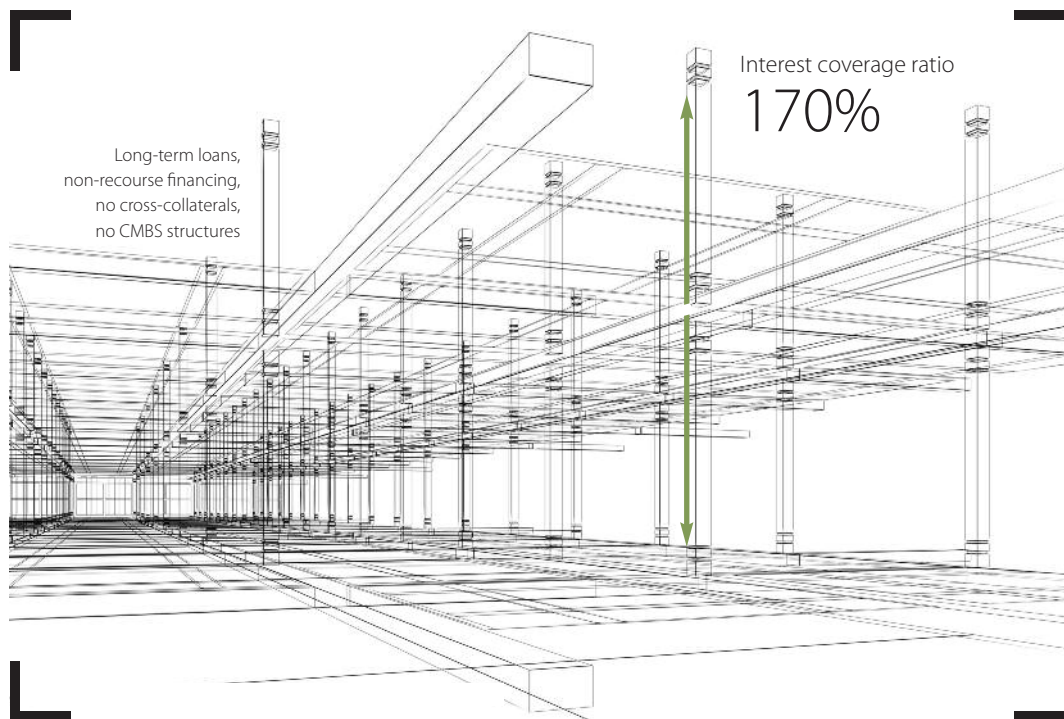 Interest coverage ratio
170%
Long-term loans,
non-recourse financing,
no cross-collaterals,
no CMBS structures